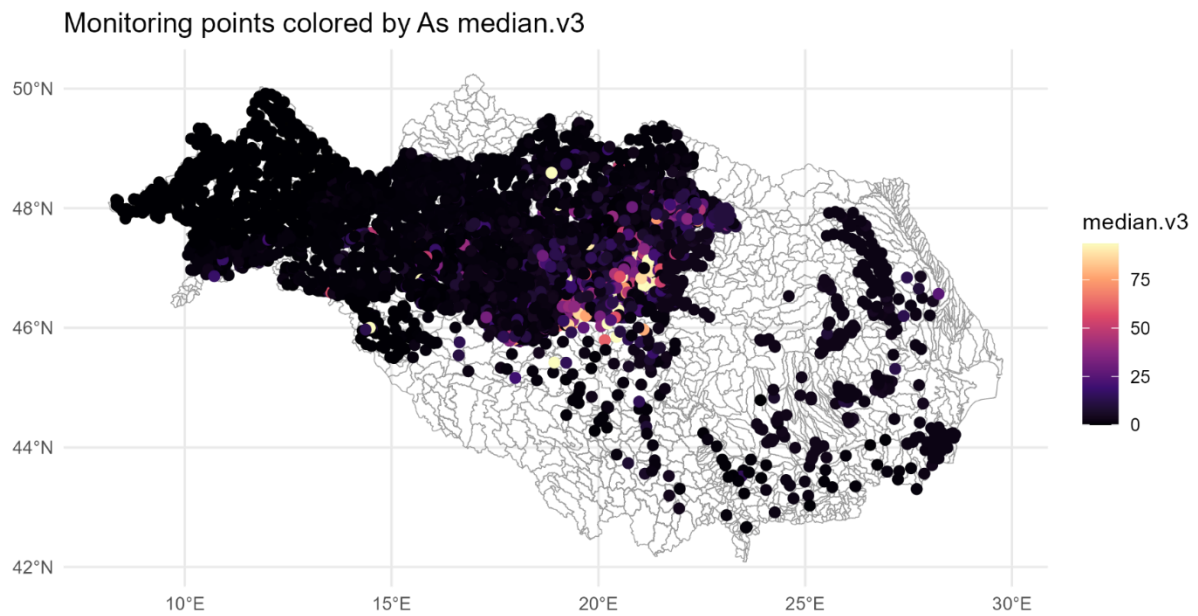 Monitoring points colored by As median.v3
50°N
48°N
46°N
44°N
42°N
10°E
15°E
20°E
25°E
30°E
median.v3
75
50
25
0